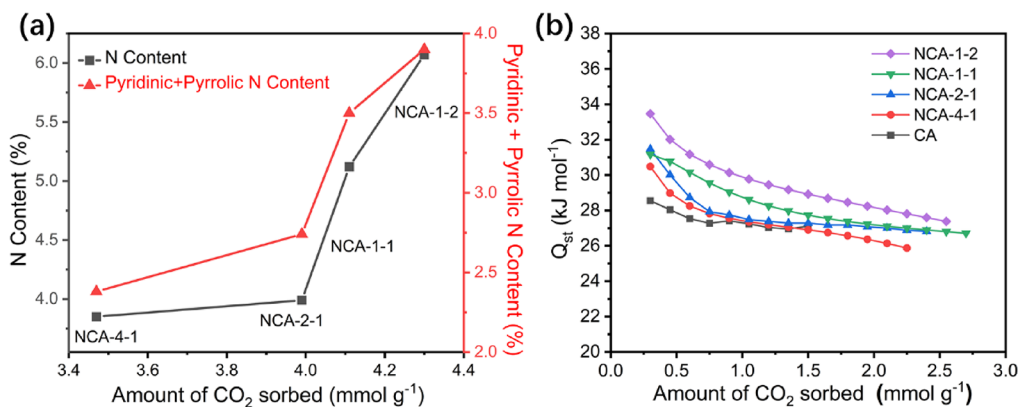 (a)
N Content
Pyridinic+Pyrrolic N Content
NCA-1-2
NCA-1-1
NCA-2-1
NCA-4-1
N Content (%)
6.0
5.5
5.0
4.5
4.0
Pyridinic + Pyrrolic N Content (%)
4.0
3.5
3.0
2.5
2.0
3.4 3.6 3.8 4.0 4.2 4.4
Amount of CO₂ sorbed (mmol g⁻¹)
(b)
NCA-1-2
NCA-1-1
NCA-2-1
NCA-4-1
CA
Qst (kJ mol⁻¹)
38
36
34
32
30
28
26
24
22
20
0.0 0.5 1.0 1.5 2.0 2.5 3.0
Amount of CO₂ sorbed (mmol g⁻¹)